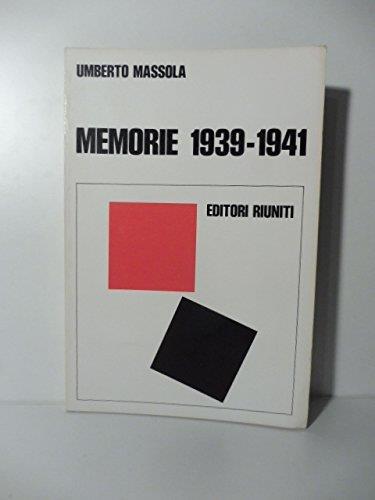 UMBERTO MASSOLA
MEMORIE 1939-1941
EDITORI RIUNITI